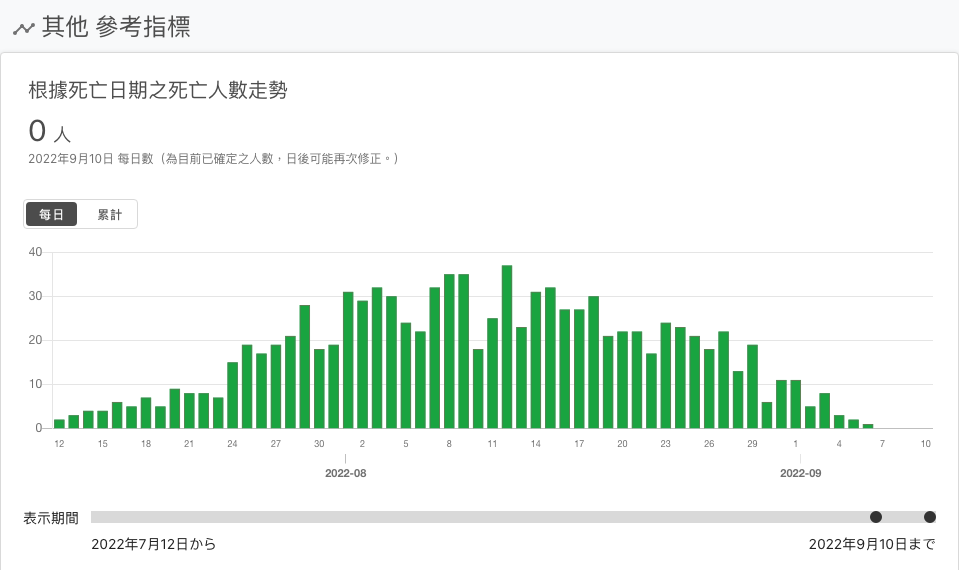 其他 參考指標
根據死亡日期之死亡人數走勢
0 人
2022年9月10日 每日數（為目前已確定之人數，日後可能再次修正。）
每日 累計
40
30
20
10
0
12 15 18 21 24 27 30 2 5 8 11 14 17 20 23 26 29 1 4 7 10
2022-08 2022-09
表示期間
2022年7月12日から 2022年9月10日まで